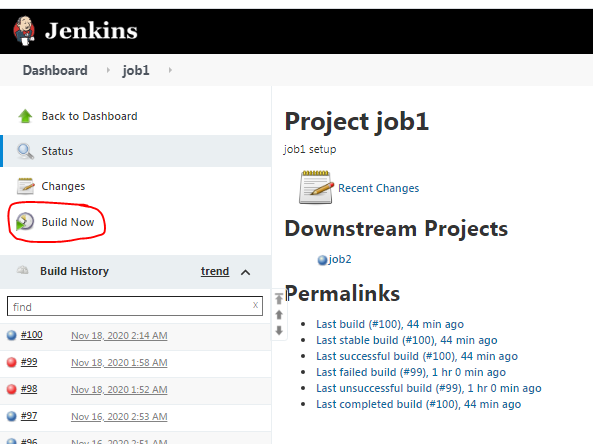 Jenkins
Dashboard job1
Back to Dashboard
Status
Changes
Build Now
Build History trend
find x
#100 Nov 18, 2020 2:14 AM
#99 Nov 18, 2020 1:58 AM
#98 Nov 18, 2020 1:52 AM
#97 Nov 16, 2020 2:53 AM
#96 Nov 16, 2020 2:52 AM
Project job1
job1 setup
Recent Changes
Downstream Projects
job2
Permalinks
Last build (#100), 44 min ago
Last stable build (#100), 44 min ago
Last successful build (#100), 44 min ago
Last failed build (#99), 1 hr 0 min ago
Last unsuccessful build (#99), 1 hr 0 min ago
Last completed build (#100), 44 min ago